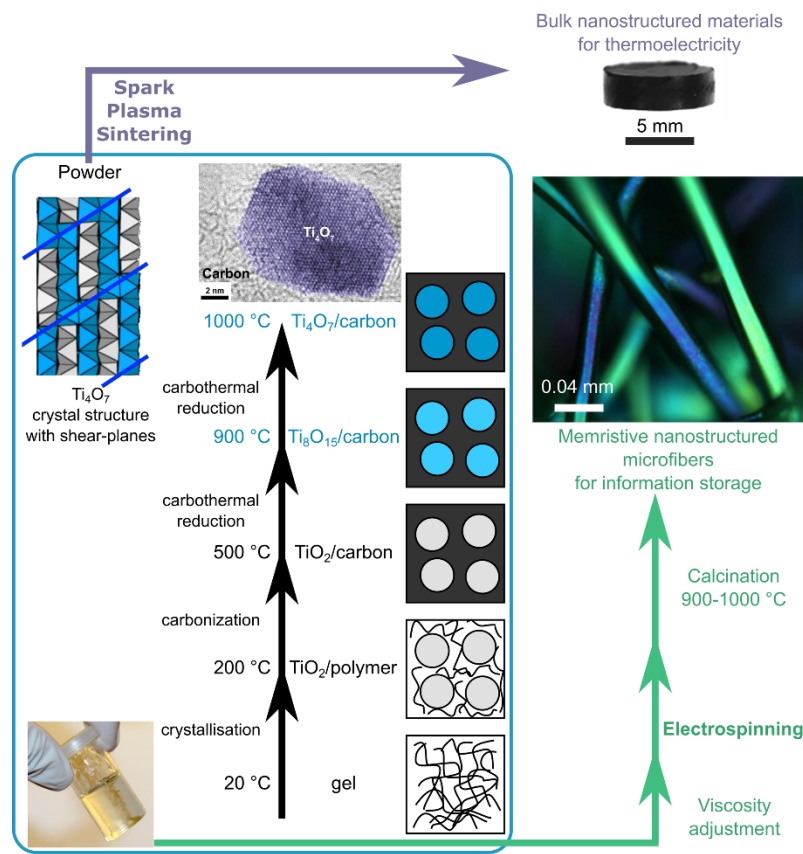 Bulk nanostructured materials
for thermoelectricity
Spark
Plasma
Sintering
5 mm
Powder
Ti₄O₇
Carbon
2 nm
1000 °C Ti₄O₇/carbon
Ti₄O₇
crystal structure
with shear-planes
carbothermal
reduction
900 °C Ti₈O₁₅/carbon
carbothermal
reduction
500 °C TiO₂/carbon
carbonization
200 °C TiO₂/polymer
crystallisation
20 °C gel
0.04 mm
Memristive nanostructured
microfibers
for information storage
Calcination
900-1000 °C
Electrospinning
Viscosity
adjustment